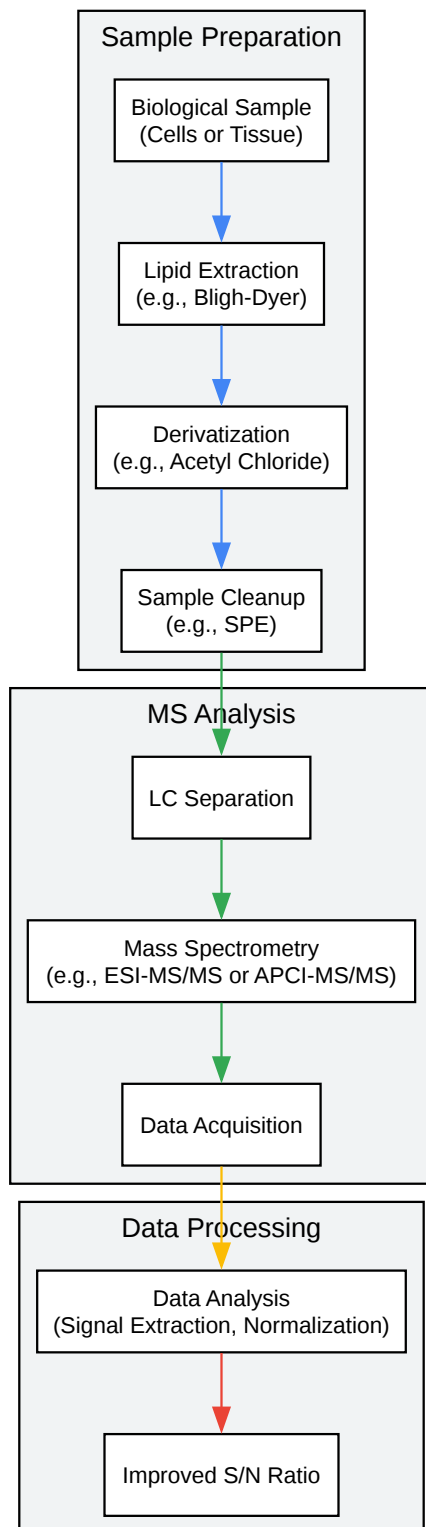 Sample Preparation
Biological Sample
(Cells or Tissue)
Lipid Extraction
(e.g., Bligh-Dyer)
Derivatization
(e.g., Acetyl Chloride)
Sample Cleanup
(e.g., SPE)
MS Analysis
LC Separation
Mass Spectrometry
(e.g., ESI-MS/MS or APCI-MS/MS)
Data Acquisition
Data Processing
Data Analysis
(Signal Extraction, Normalization)
Improved S/N Ratio